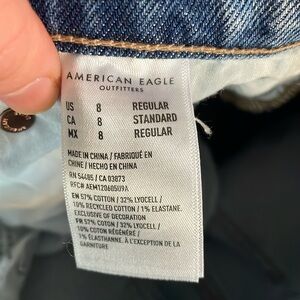 AMERICAN EAGLE
OUTFITTERS
US 8 REGULAR
CA 8 STANDARD
MX 8 REGULAR
MADE IN CHINA / FABRIQUÉ EN
CHINE / HECHO EN CHINA
RN 54485 / CA 03873
RFC# AEM120605U9A
EN 57% COTTON / 32% LYOCELL /
10% RECYCLED COTTON / 1% ELASTANE.
EXCLUSIVE OF DECORATION
FR 57% COTON / 32% LYOCELL /
10% COTON RÉGÉNÉRÉ /
1% ÉLASTHANNE. À L'EXCEPTION DE LA
GARNITURE